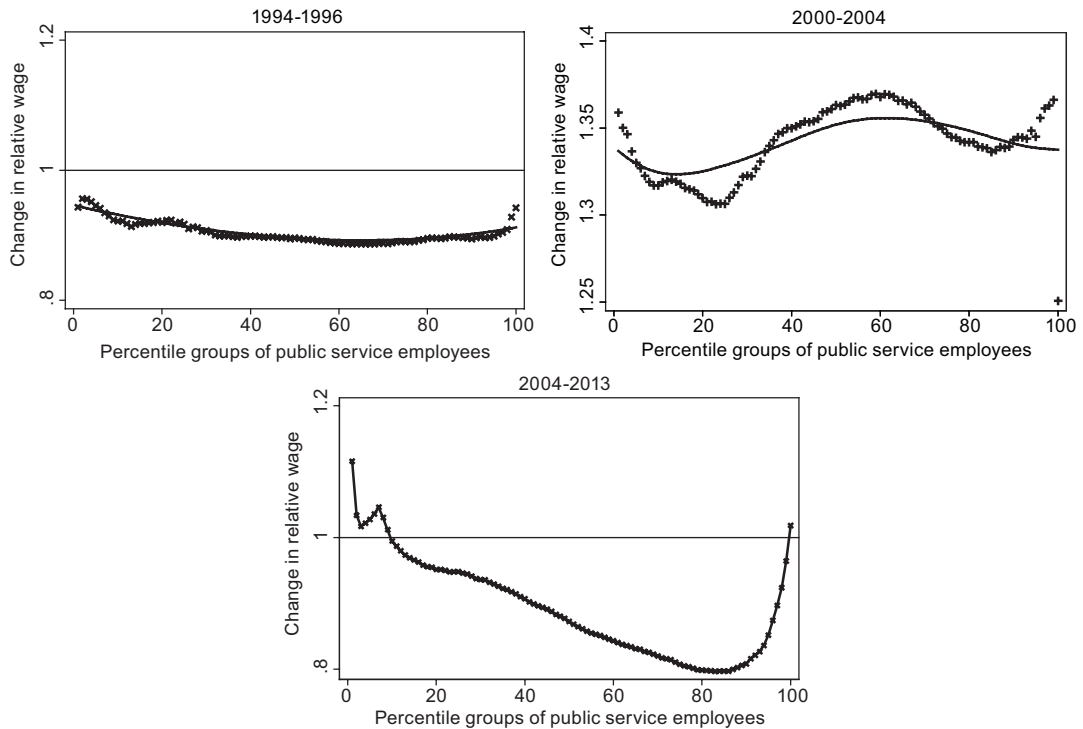 1994-1996
Change in relative wage
1.2
1
.8
0 20 40 60 80 100
Percentile groups of public service employees
2000-2004
Change in relative wage
1.4
1.35
1.3
1.25
0 20 40 60 80 100
Percentile groups of public service employees
2004-2013
Change in relative wage
1.2
1
.8
0 20 40 60 80 100
Percentile groups of public service employees